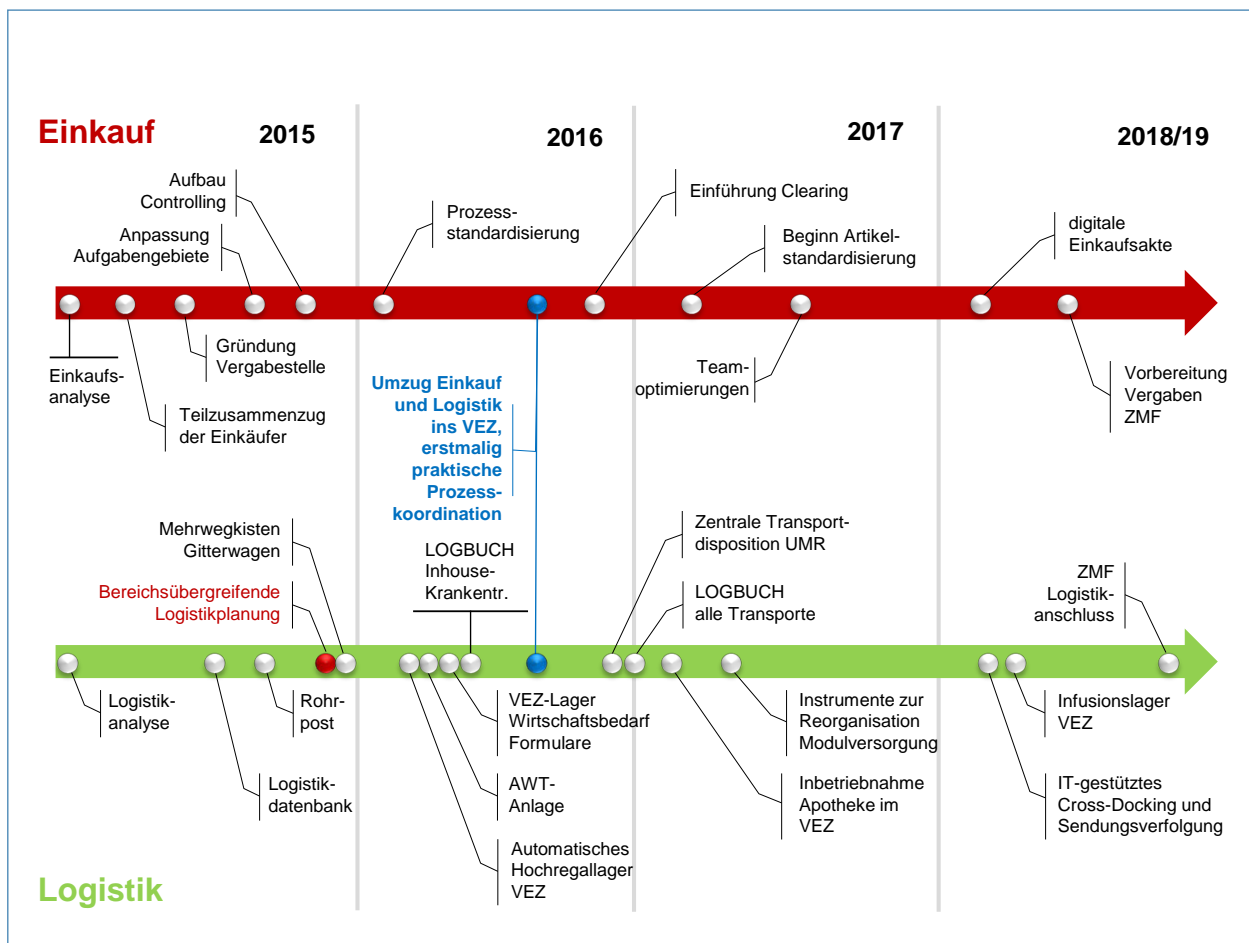 Einkauf
2015
2016
2017
2018/19
Aufbau
Controlling
Anpassung
Aufgabengebiete
Prozess-
standardisierung
Einführung Clearing
Beginn Artikel-
standardisierung
digitale
Einkaufsakte
Einkaufs-
analyse
Teilzusammenzug
der Einkäufer
Gründung
Vergabestelle
Umzug Einkauf
und Logistik
ins VEZ,
erstmalig
praktische
Prozess-
koordination
Team-
optimierungen
Vorbereitung
Vergaben
ZMF
Mehrwegkisten
Gitterwagen
Bereichsübergreifende
Logistikplanung
LOGBUCH
Inhouse-
Krankentr.
Zentrale Transport-
disposition UMR
LOGBUCH
alle Transporte
ZMF
Logistik-
anschluss
Logistik-
analyse
Logistik-
datenbank
Rohr-
post
VEZ-Lager
Wirtschaftsbedarf
Formulare
AWT-
Anlage
Automatisches
Hochregallager
VEZ
Instrumente zur
Reorganisation
Modulversorgung
Inbetriebnahme
Apotheke im
VEZ
Infusionslager
VEZ
IT-gestütztes
Cross-Docking und
Sendungsverfolgung
Logistik